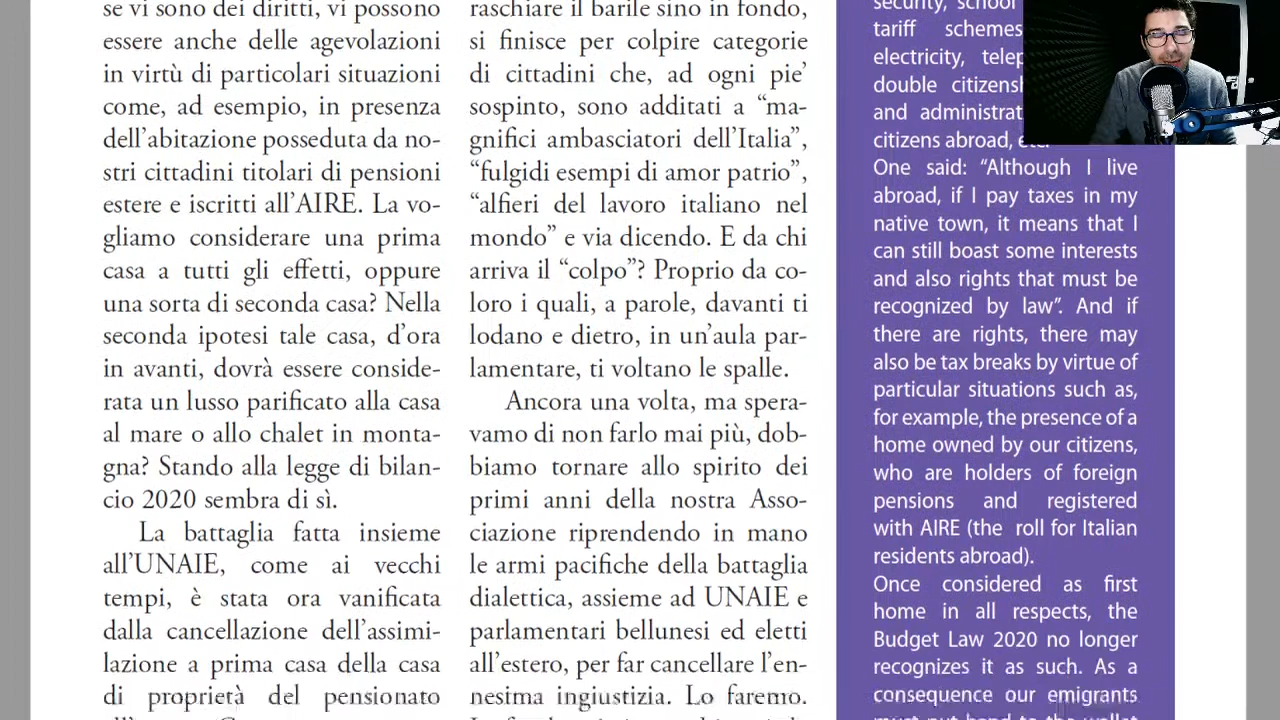 se vi sono dei diritti, vi possono
essere anche delle agevolazioni
in virtù di particolari situazioni
come, ad esempio, in presenza
dell'abitazione posseduta da no-
stri cittadini titolari di pensioni
estere e iscritti all'AIRE. La vo-
gliamo considerare una prima
casa a tutti gli effetti, oppure
una sorta di seconda casa? Nella
seconda ipotesi tale casa, d'ora
in avanti, dovrà essere conside-
rata un lusso parificato alla casa
al mare o allo chalet in monta-
gna? Stando alla legge di bilan-
cio 2020 sembra di sì.
La battaglia fatta insieme
all'UNAIE, come ai vecchi
tempi, è stata ora vanificata
dalla cancellazione dell'assimi-
lazione a prima casa della casa
di proprietà del pensionato
raschiare il barile sino in fondo,
si finisce per colpire categorie
di cittadini che, ad ogni pie'
sospinto, sono additati a “ma-
gnifici ambasciatori dell'Italia”,
“fulgidi esempi di amor patrio”,
“alfieri del lavoro italiano nel
mondo” e via dicendo. E da chi
arriva il “colpo”? Proprio da co-
loro i quali, a parole, davanti ti
lodano e dietro, in un'aula par-
lamentare, ti voltano le spalle.
Ancora una volta, ma spera-
vamo di non farlo mai più, dob-
biamo tornare allo spirito dei
primi anni della nostra Asso-
ciazione riprendendo in mano
le armi pacifiche della battaglia
dialettica, assieme ad UNAIE e
parlamentari bellunesi ed eletti
all'estero, per far cancellare l'en-
nesima ingiustizia. Lo faremo.
security, school
tariff schemes
electricity,
double
and
citizens abroad,
One said: “Although I live
abroad, if I pay taxes in my
native town, it means that I
can still boast some interests
and also rights that must be
recognized by law”. And if
there are rights, there may
also be tax breaks by virtue of
particular situations such as,
for example, the presence of a
home owned by our citizens,
who are holders of foreign
pensions and registered
with AIRE (the roll for Italian
residents abroad).
Once considered as first
home in all respects, the
Budget Law 2020 no longer
recognizes it as such. As a
consequence our emigrants